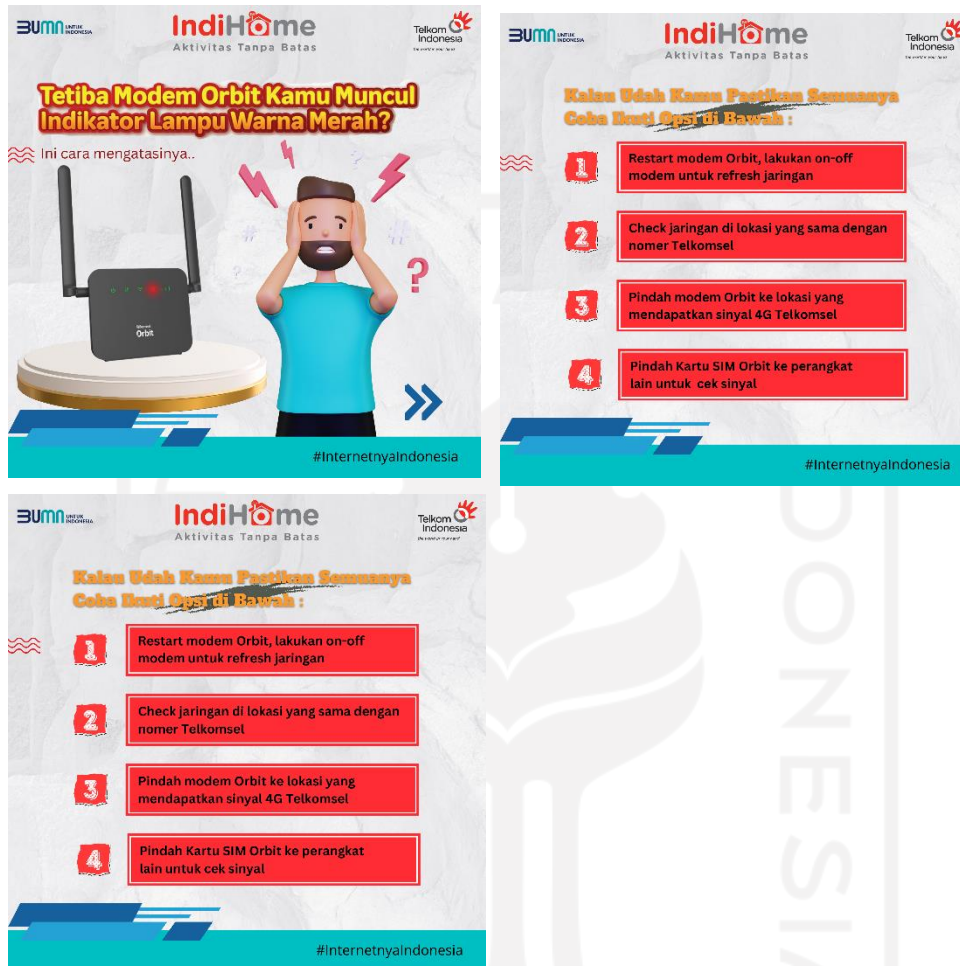 BUMN UNTUK INDONESIA
IndiHome
Aktivitas Tanpa Batas
Telkom Indonesia
Tetiba Modem Orbit Kamu Muncul
Indikator Lampu Warna Merah?
Ini cara mengatasinya..
Orbit
?
#InternetnyaIndonesia
BUMN UNTUK INDONESIA
IndiHome
Aktivitas Tanpa Batas
Telkom Indonesia
Kalau Udah Kamu Pastikan Semuanya
Coba Ikuti Opsi di Bawah :
1
Restart modem Orbit, lakukan on-off
modem untuk refresh jaringan
2
Check jaringan di lokasi yang sama dengan
nomer Telkomsel
3
Pindah modem Orbit ke lokasi yang
mendapatkan sinyal 4G Telkomsel
4
Pindah Kartu SIM Orbit ke perangkat
lain untuk cek sinyal
#InternetnyaIndonesia
BUMN UNTUK INDONESIA
IndiHome
Aktivitas Tanpa Batas
Telkom Indonesia
Kalau Udah Kamu Pastikan Semuanya
Coba Ikuti Opsi di Bawah :
1
Restart modem Orbit, lakukan on-off
modem untuk refresh jaringan
2
Check jaringan di lokasi yang sama dengan
nomer Telkomsel
3
Pindah modem Orbit ke lokasi yang
mendapatkan sinyal 4G Telkomsel
4
Pindah Kartu SIM Orbit ke perangkat
lain untuk cek sinyal
#InternetnyaIndonesia
DONESIA